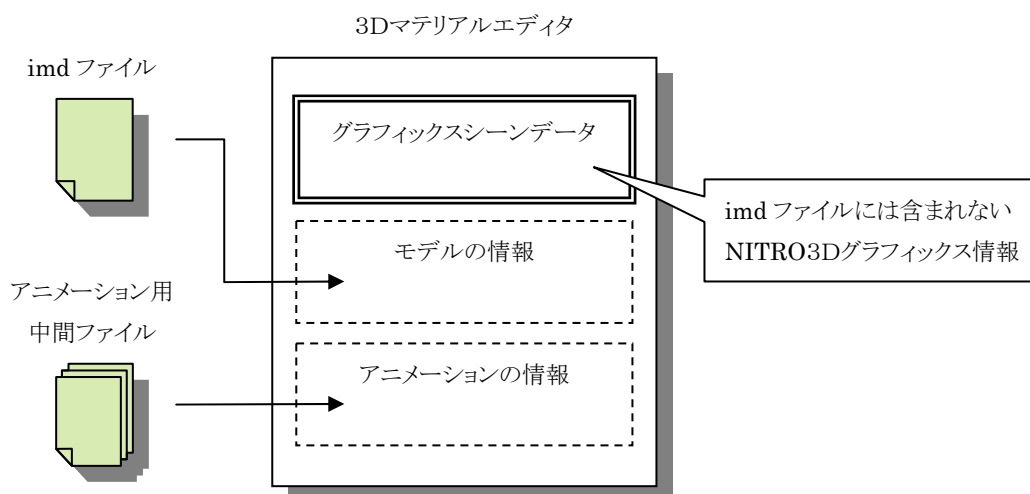 3Dマテリアルエディタ
imd ファイル
グラフィックスシーンデータ
imd ファイルには含まれない
NITRO3Dグラフィックス情報
モデルの情報
アニメーション用
中間ファイル
アニメーションの情報